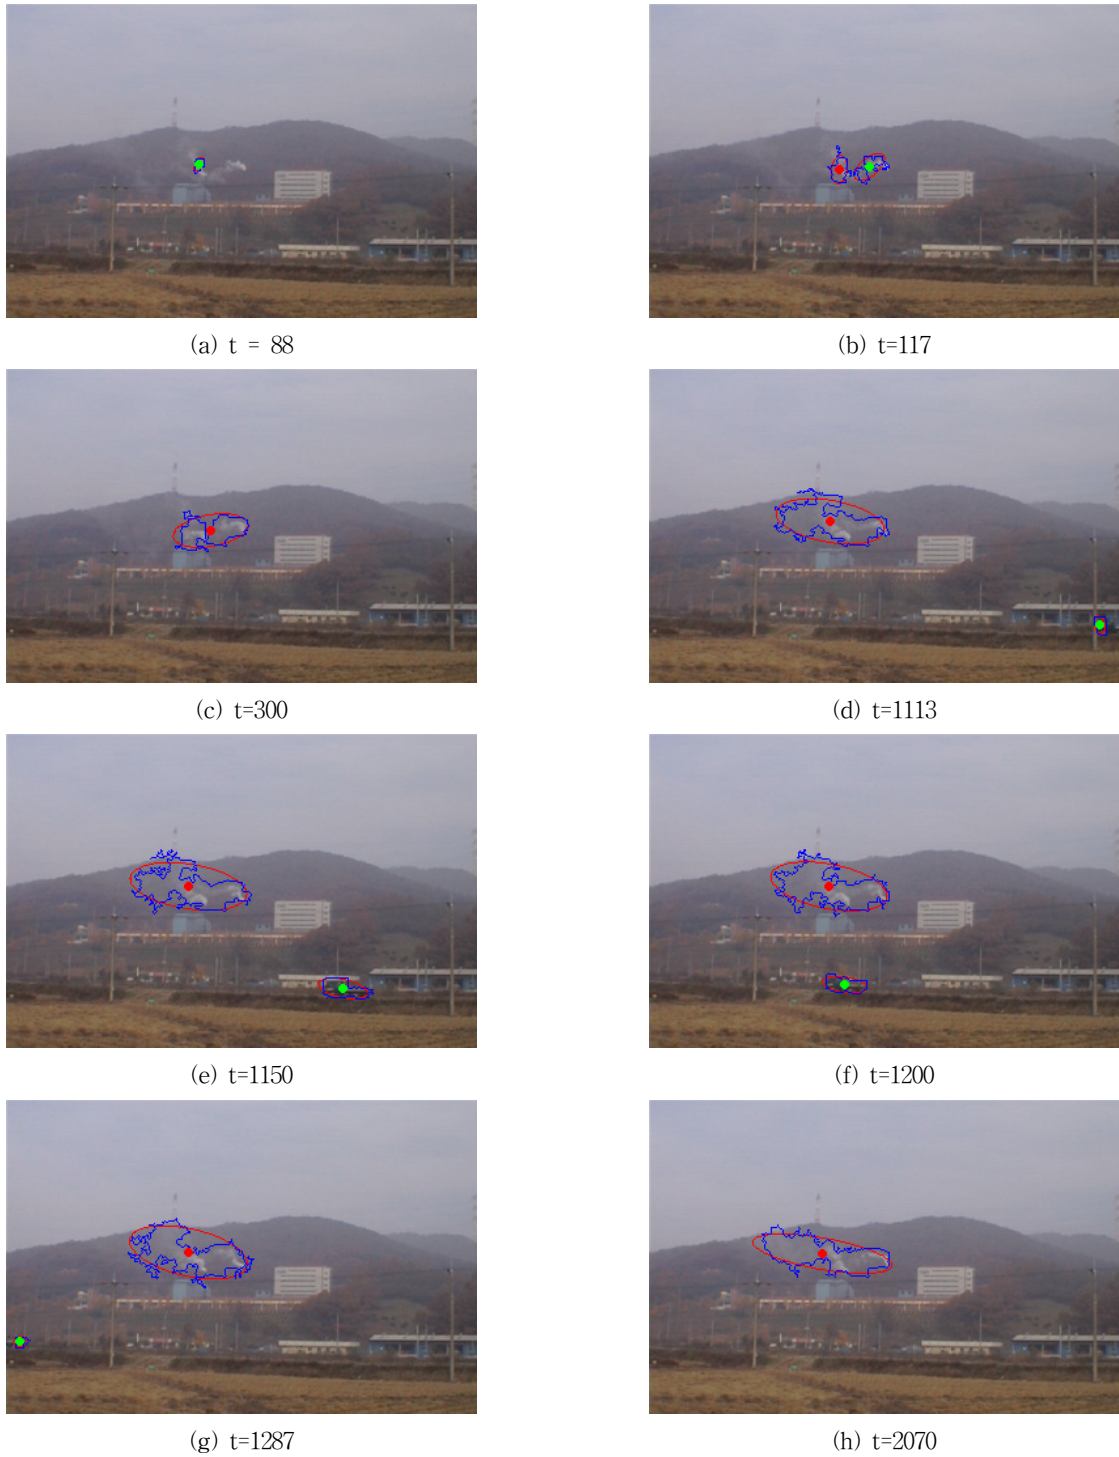 (a) t = 88
(b) t=117
(c) t=300
(d) t=1113
(e) t=1150
(f) t=1200
(g) t=1287
(h) t=2070